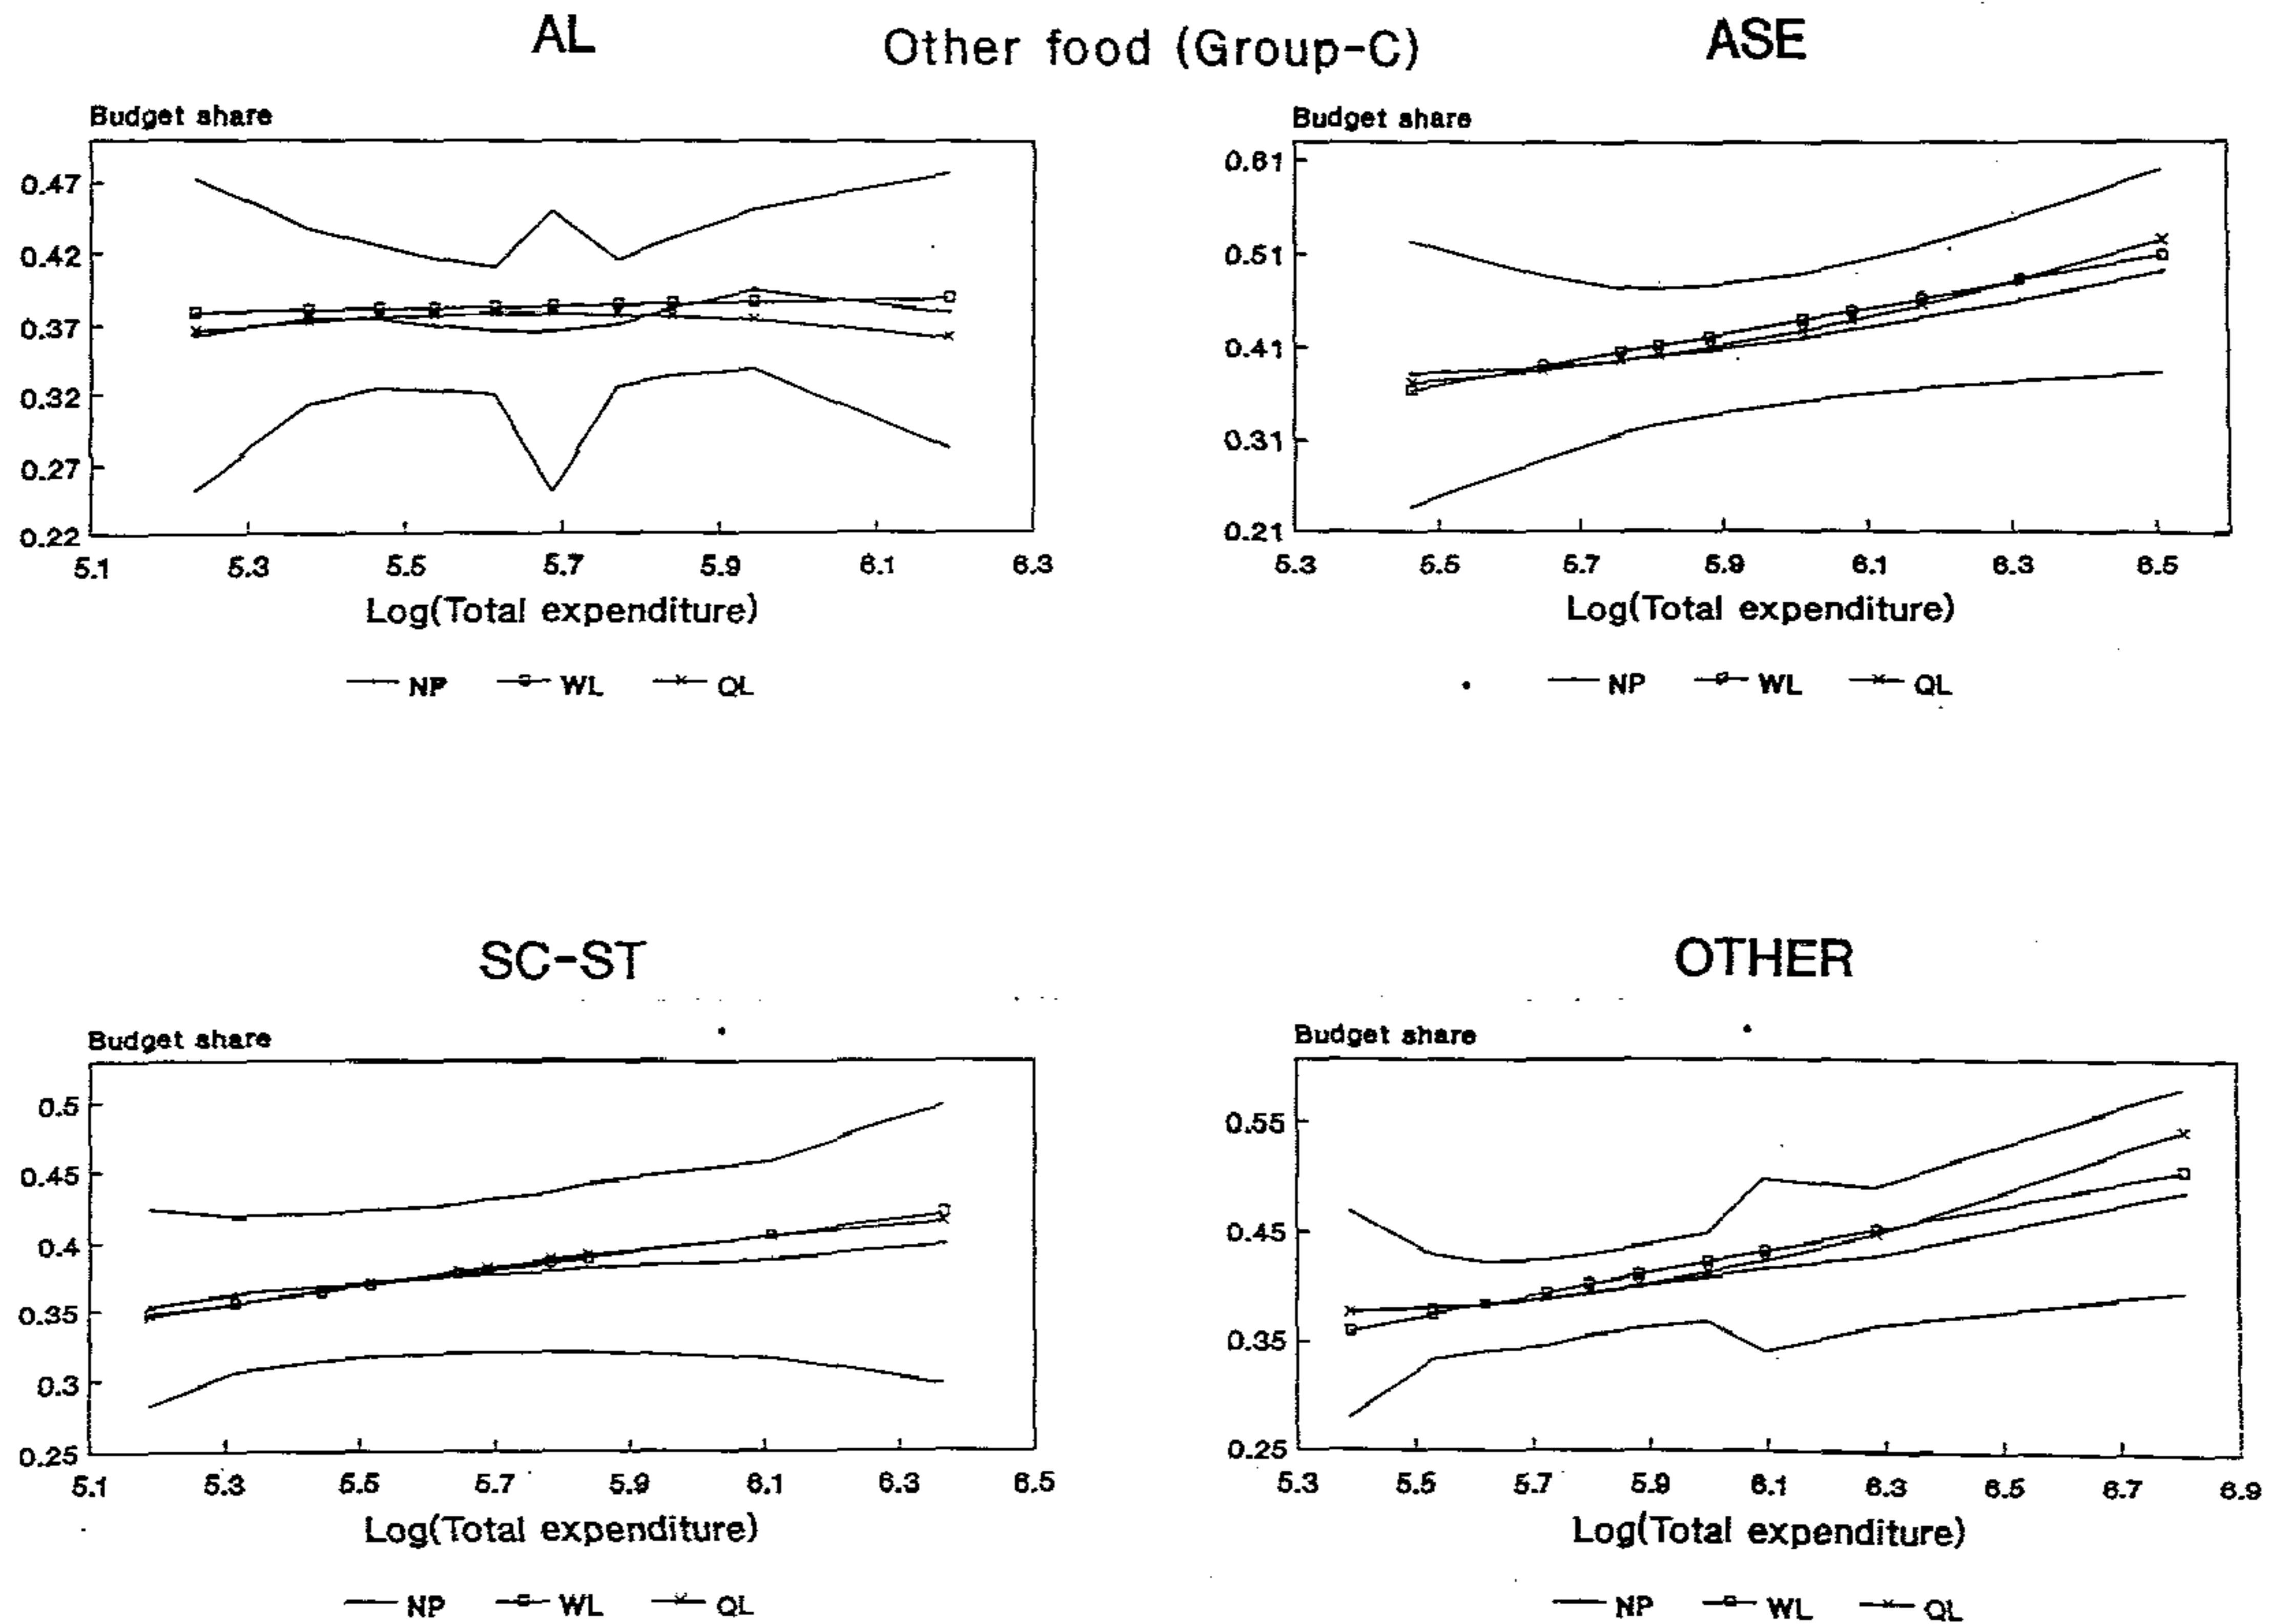 AL
Other food (Group-C)
ASE
Budget share
0.47
0.42
0.37
0.32
0.27
0.22
5.1 5.3 5.5 5.7 5.9 6.1 6.3
Log(Total expenditure)
NP WL QL
Budget share
0.61
0.51
0.41
0.31
0.21
5.3 5.5 5.7 5.9 6.1 6.3 6.5
Log(Total expenditure)
NP WL QL
SC-ST
OTHER
Budget share
0.5
0.45
0.4
0.35
0.3
0.25
5.1 5.3 5.5 5.7 5.9 6.1 6.3 6.5
Log(Total expenditure)
NP WL QL
Budget share
0.55
0.45
0.35
0.25
5.3 5.5 5.7 5.9 6.1 6.3 6.5 6.7 6.9
Log(Total expenditure)
NP WL QL